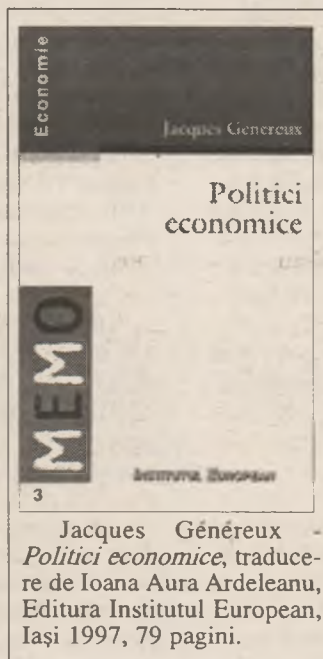 Economie
Jacques Généreux
Politici
economice
MEMO
INSTITUTUL EUROPEAN
3
Jacques Généreux -
Politici economice, traduce-
re de Ioana Aura Ardeleanu,
Editura Institutul European,
Iași 1997, 79 pagini.